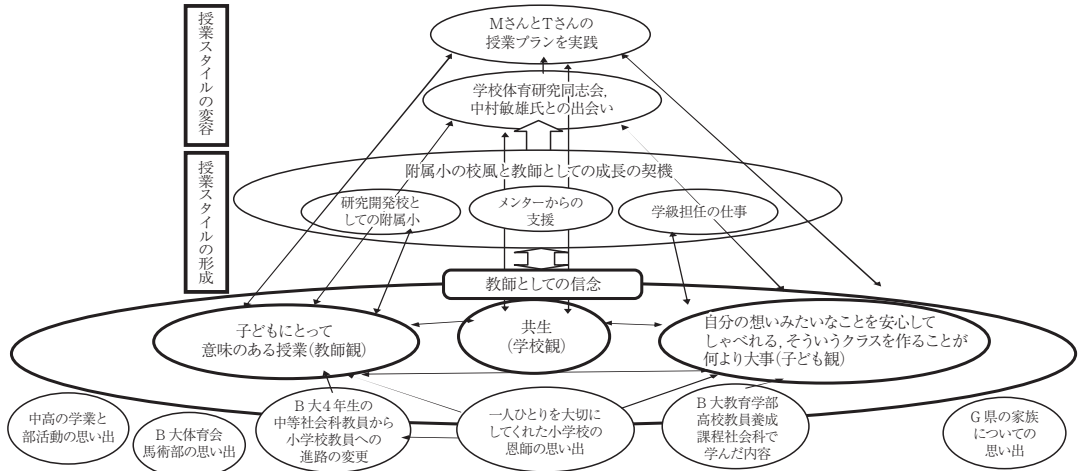 授業スタイルの変容
MさんとTさんの
授業プランを実践
学校体育研究同志会,
中村敏雄氏との出会い
授業スタイルの形成
附属小の校風と教師としての成長の契機
研究開発校と
しての附属小
メンターからの
支援
学級担任の仕事
教師としての信念
子どもにとって
意味のある授業(教師観)
共生
(学校観)
自分の想いみたいなことを安心して
しゃべれる,そういうクラスを作ることが
何より大事(子ども観)
中高の学業と
部活動の思い出
B大体育会
馬術部の思い出
B大4年生の
中等社会科教員から
小学校教員への
進路の変更
一人ひとりを大切に
してくれた小学校の
恩師の思い出
B大教育学部
高校教員養成
課程社会科で
学んだ内容
G県の家族
についての
思い出